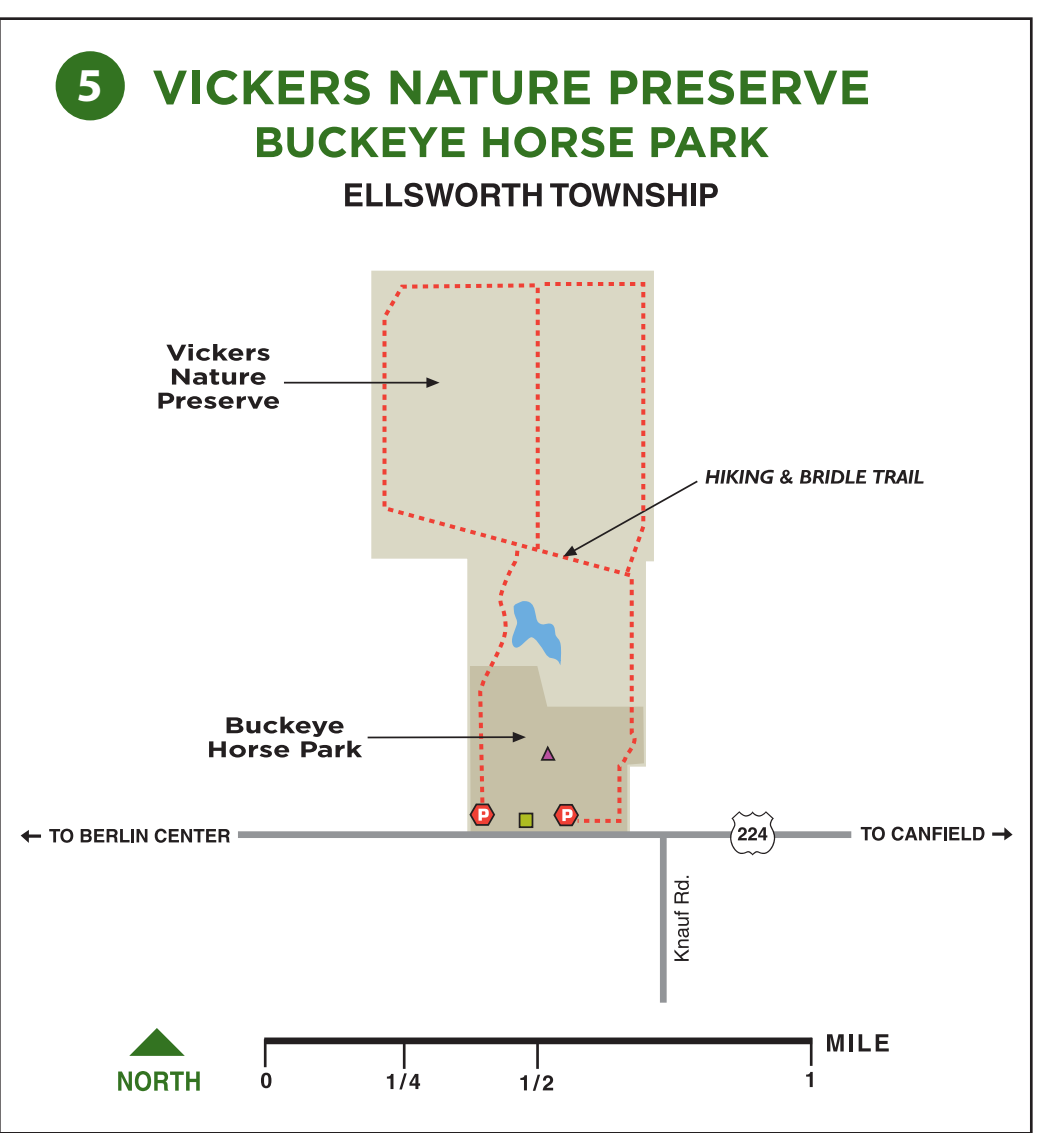 5 VICKERS NATURE PRESERVE
BUCKEYE HORSE PARK
ELLSWORTH TOWNSHIP
Vickers
Nature
Preserve
HIKING & BRIDLE TRAIL
Buckeye
Horse Park
P P
← TO BERLIN CENTER 224 TO CANFIELD →
Knauf Rd.
MILE
NORTH
0 1/4 1/2 1